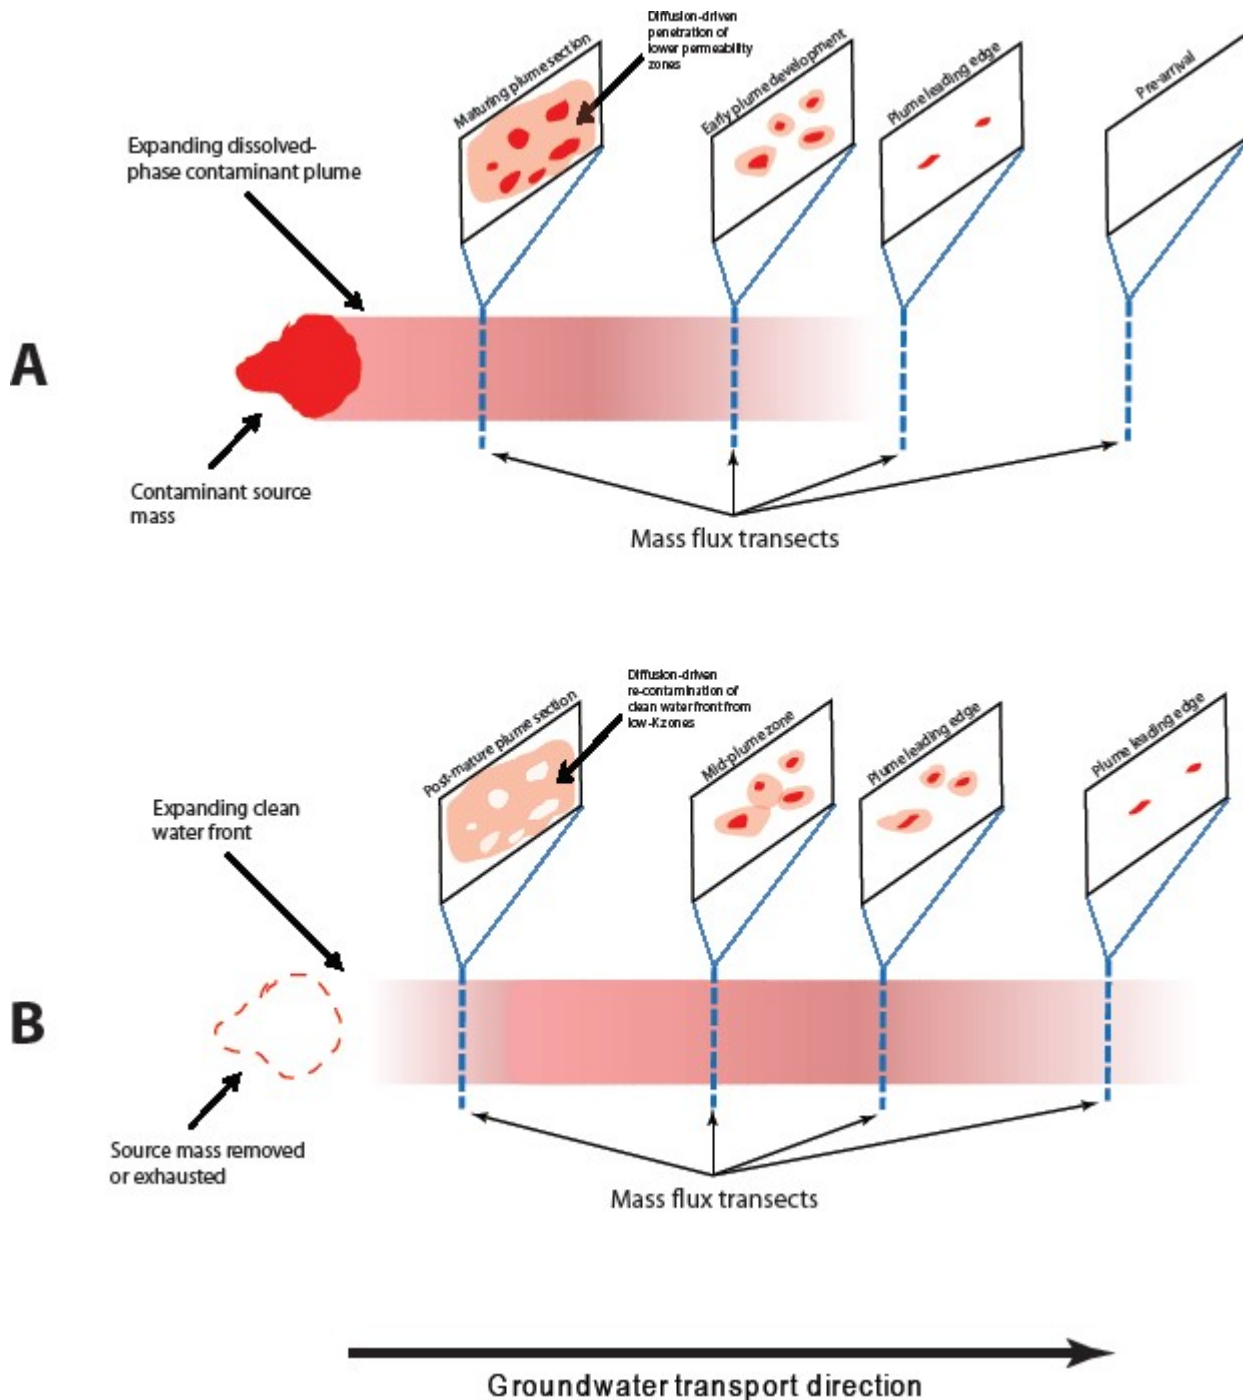 Diffusion-driven
penetration of
lower permeability
zones
Maturing plume section
Early plume development
Plume leading edge
Pre-arrival
Expanding dissolved-
phase contaminant plume
A
Contaminant source
mass
Mass flux transects
Diffusion-driven
re-contamination of
clean water front from
low-K zones
Post-mature plume section
Mid-plume zone
Plume leading edge
Plume leading edge
Expanding clean
water front
B
Source mass removed
or exhausted
Mass flux transects
Groundwater transport direction